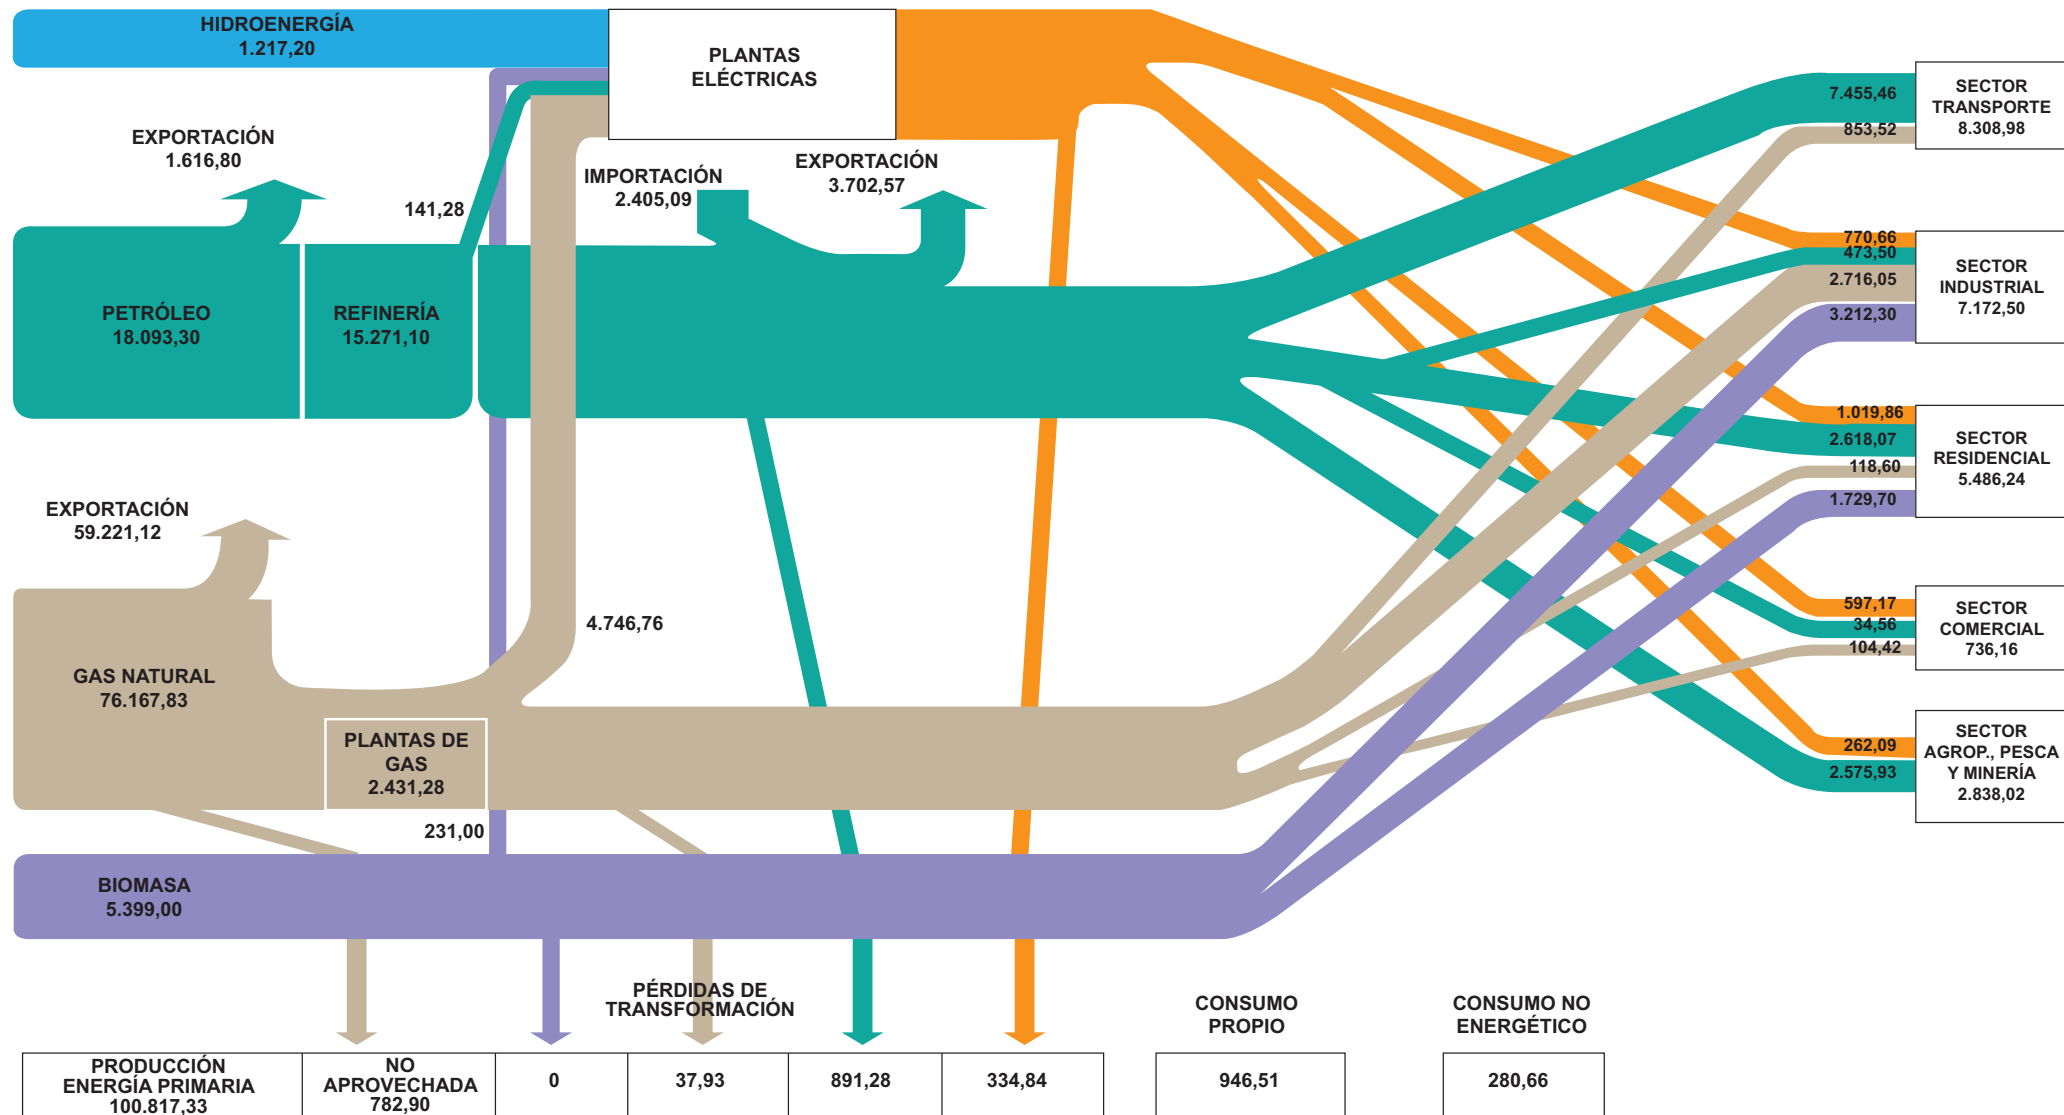 HIDROENERGÍA
1.217,20
PLANTAS
ELÉCTRICAS
EXPORTACIÓN
1.616,80
141,28
IMPORTACIÓN
2.405,09
EXPORTACIÓN
3.702,57
PETRÓLEO
18.093,30
REFINERÍA
15.271,10
EXPORTACIÓN
59.221,12
4.746,76
GAS NATURAL
76.167,83
PLANTAS DE
GAS
2.431,28
231,00
BIOMASA
5.399,00
7.455,46
853,52
SECTOR
TRANSPORTE
8.308,98
770,66
473,50
2.716,05
3.212,30
SECTOR
INDUSTRIAL
7.172,50
1.019,86
2.618,07
118,60
1.729,70
SECTOR
RESIDENCIAL
5.486,24
597,17
34,56
104,42
SECTOR
COMERCIAL
736,16
262,09
2.575,93
SECTOR
AGROP., PESCA
Y MINERÍA
2.838,02
PÉRDIDAS DE
TRANSFORMACIÓN
CONSUMO
PROPIO
CONSUMO NO
ENERGÉTICO
PRODUCCIÓN
ENERGÍA PRIMARIA
100.817,33
NO
APROVECHADA
782,90
0
37,93
891,28
334,84
946,51
280,66